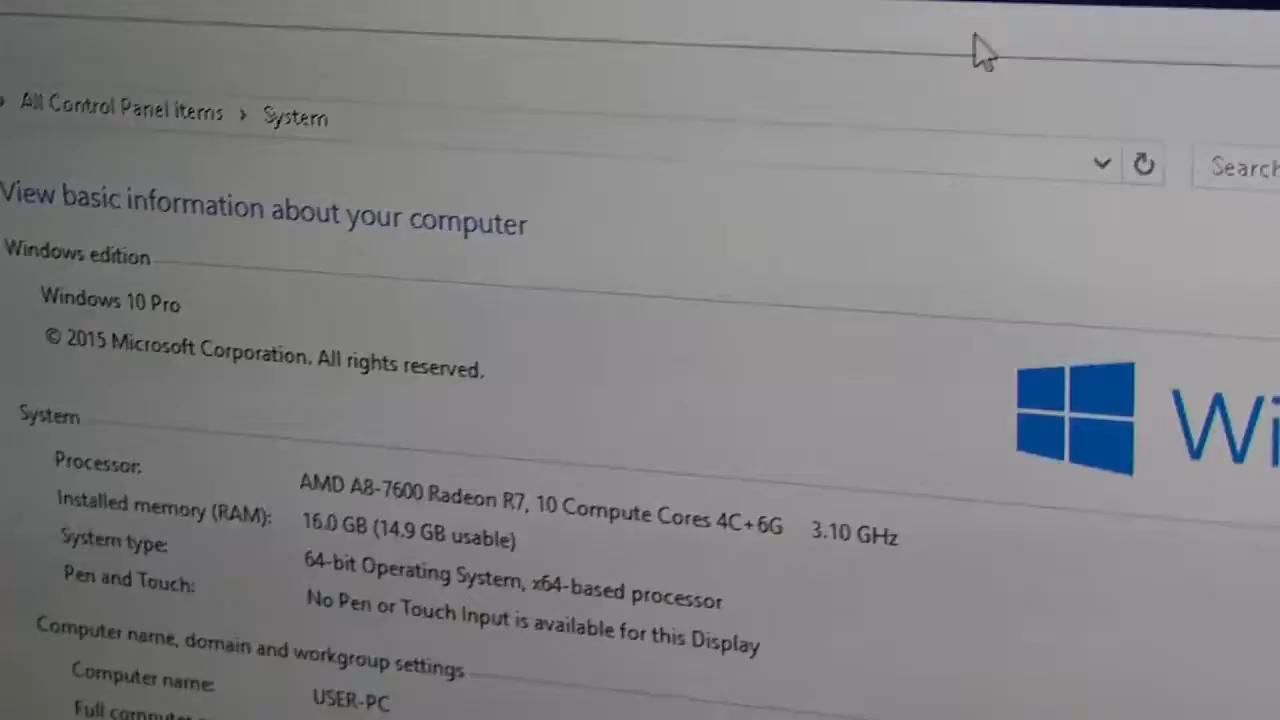 All Control Panel Items › System
Search
View basic information about your computer
Windows edition
Windows 10 Pro
© 2015 Microsoft Corporation. All rights reserved.
Wi
System
Processor: AMD A8-7600 Radeon R7, 10 Compute Cores 4C+6G 3.10 GHz
Installed memory (RAM): 16.0 GB (14.9 GB usable)
System type: 64-bit Operating System, x64-based processor
Pen and Touch: No Pen or Touch Input is available for this Display
Computer name, domain and workgroup settings
Computer name: USER-PC
Full computer